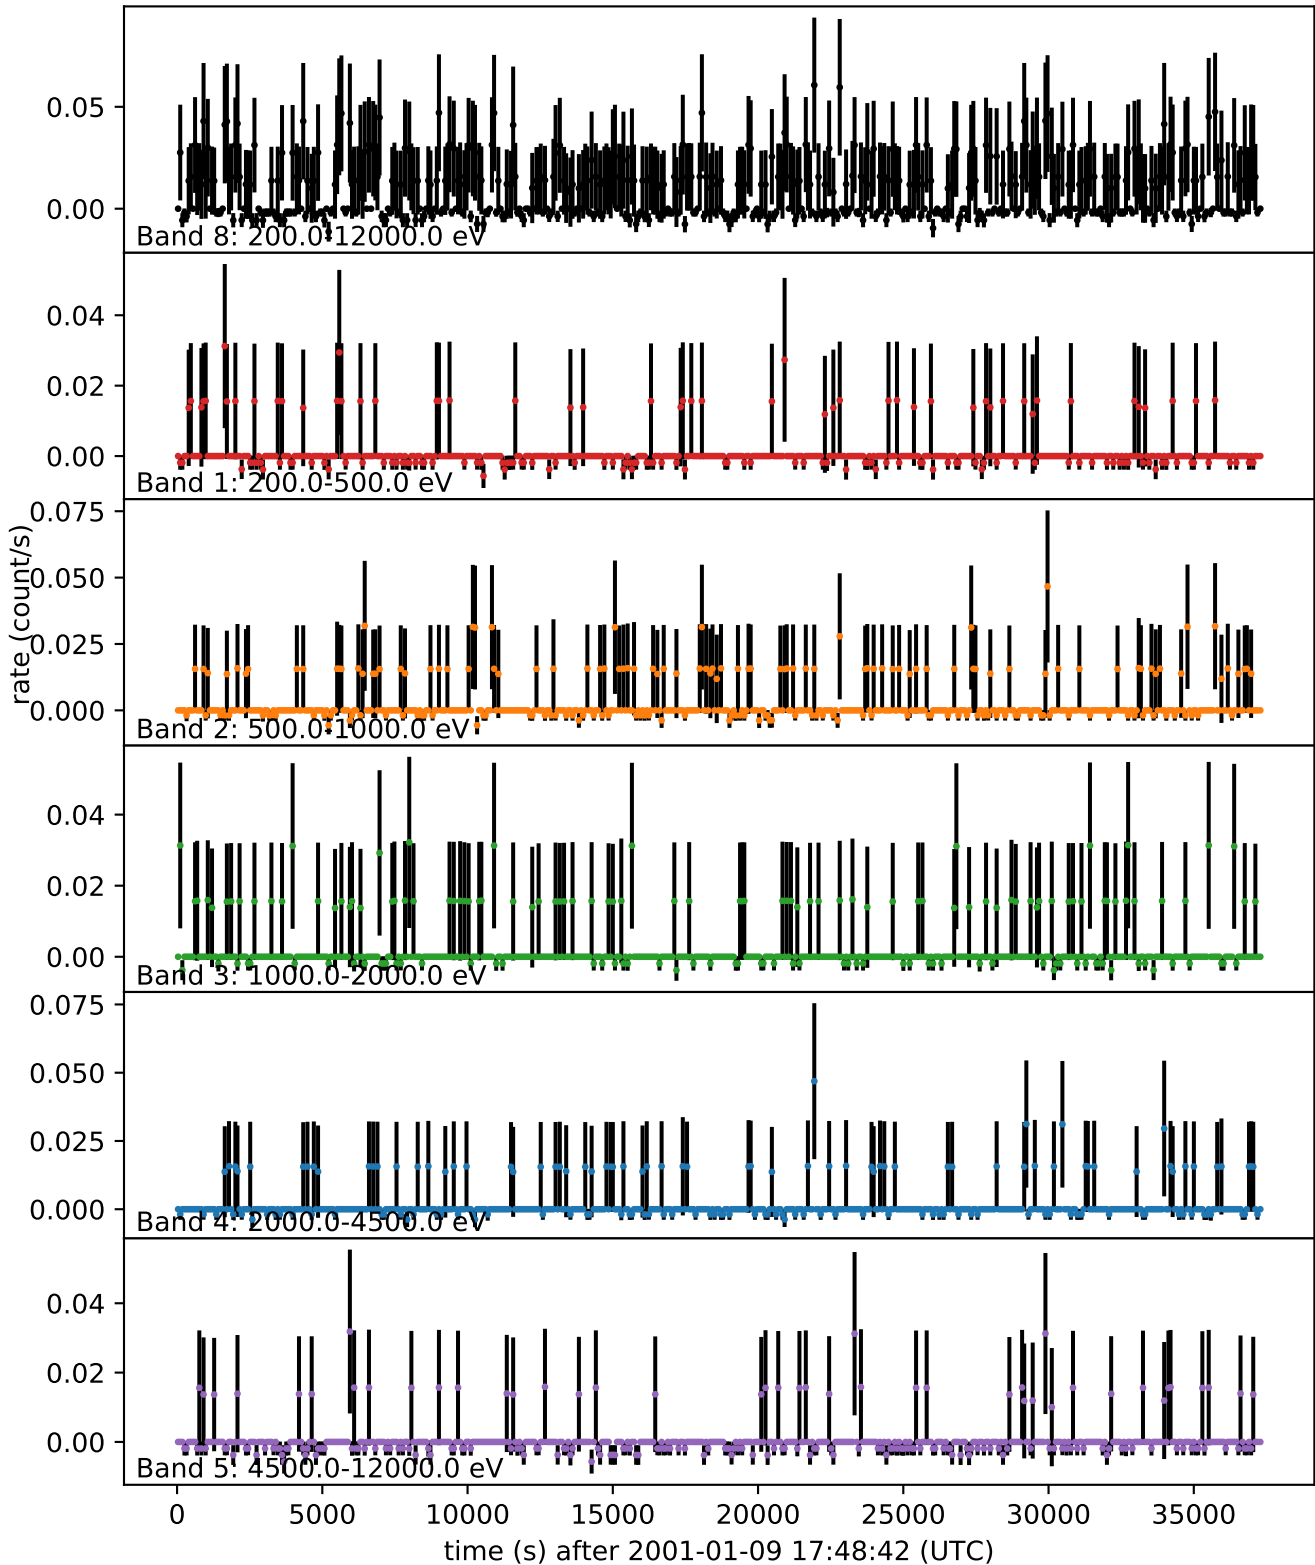 0.05
0.00
Band 8: 200.0-12000.0 eV
0.04
0.02
0.00
Band 1: 200.0-500.0 eV
rate (count/s)
0.075
0.050
0.025
0.000
Band 2: 500.0-1000.0 eV
0.04
0.02
0.00
Band 3: 1000.0-2000.0 eV
0.075
0.050
0.025
0.000
Band 4: 2000.0-4500.0 eV
0.04
0.02
0.00
Band 5: 4500.0-12000.0 eV
0 5000 10000 15000 20000 25000 30000 35000
time (s) after 2001-01-09 17:48:42 (UTC)